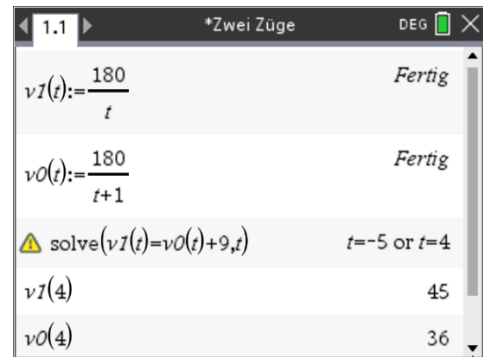 1.1 *Zwei Züge DEG
v1(t):=180/t Fertig
v0(t):=180/(t+1) Fertig
solve(v1(t)=v0(t)+9,t) t=-5 or t=4
v1(4) 45
v0(4) 36